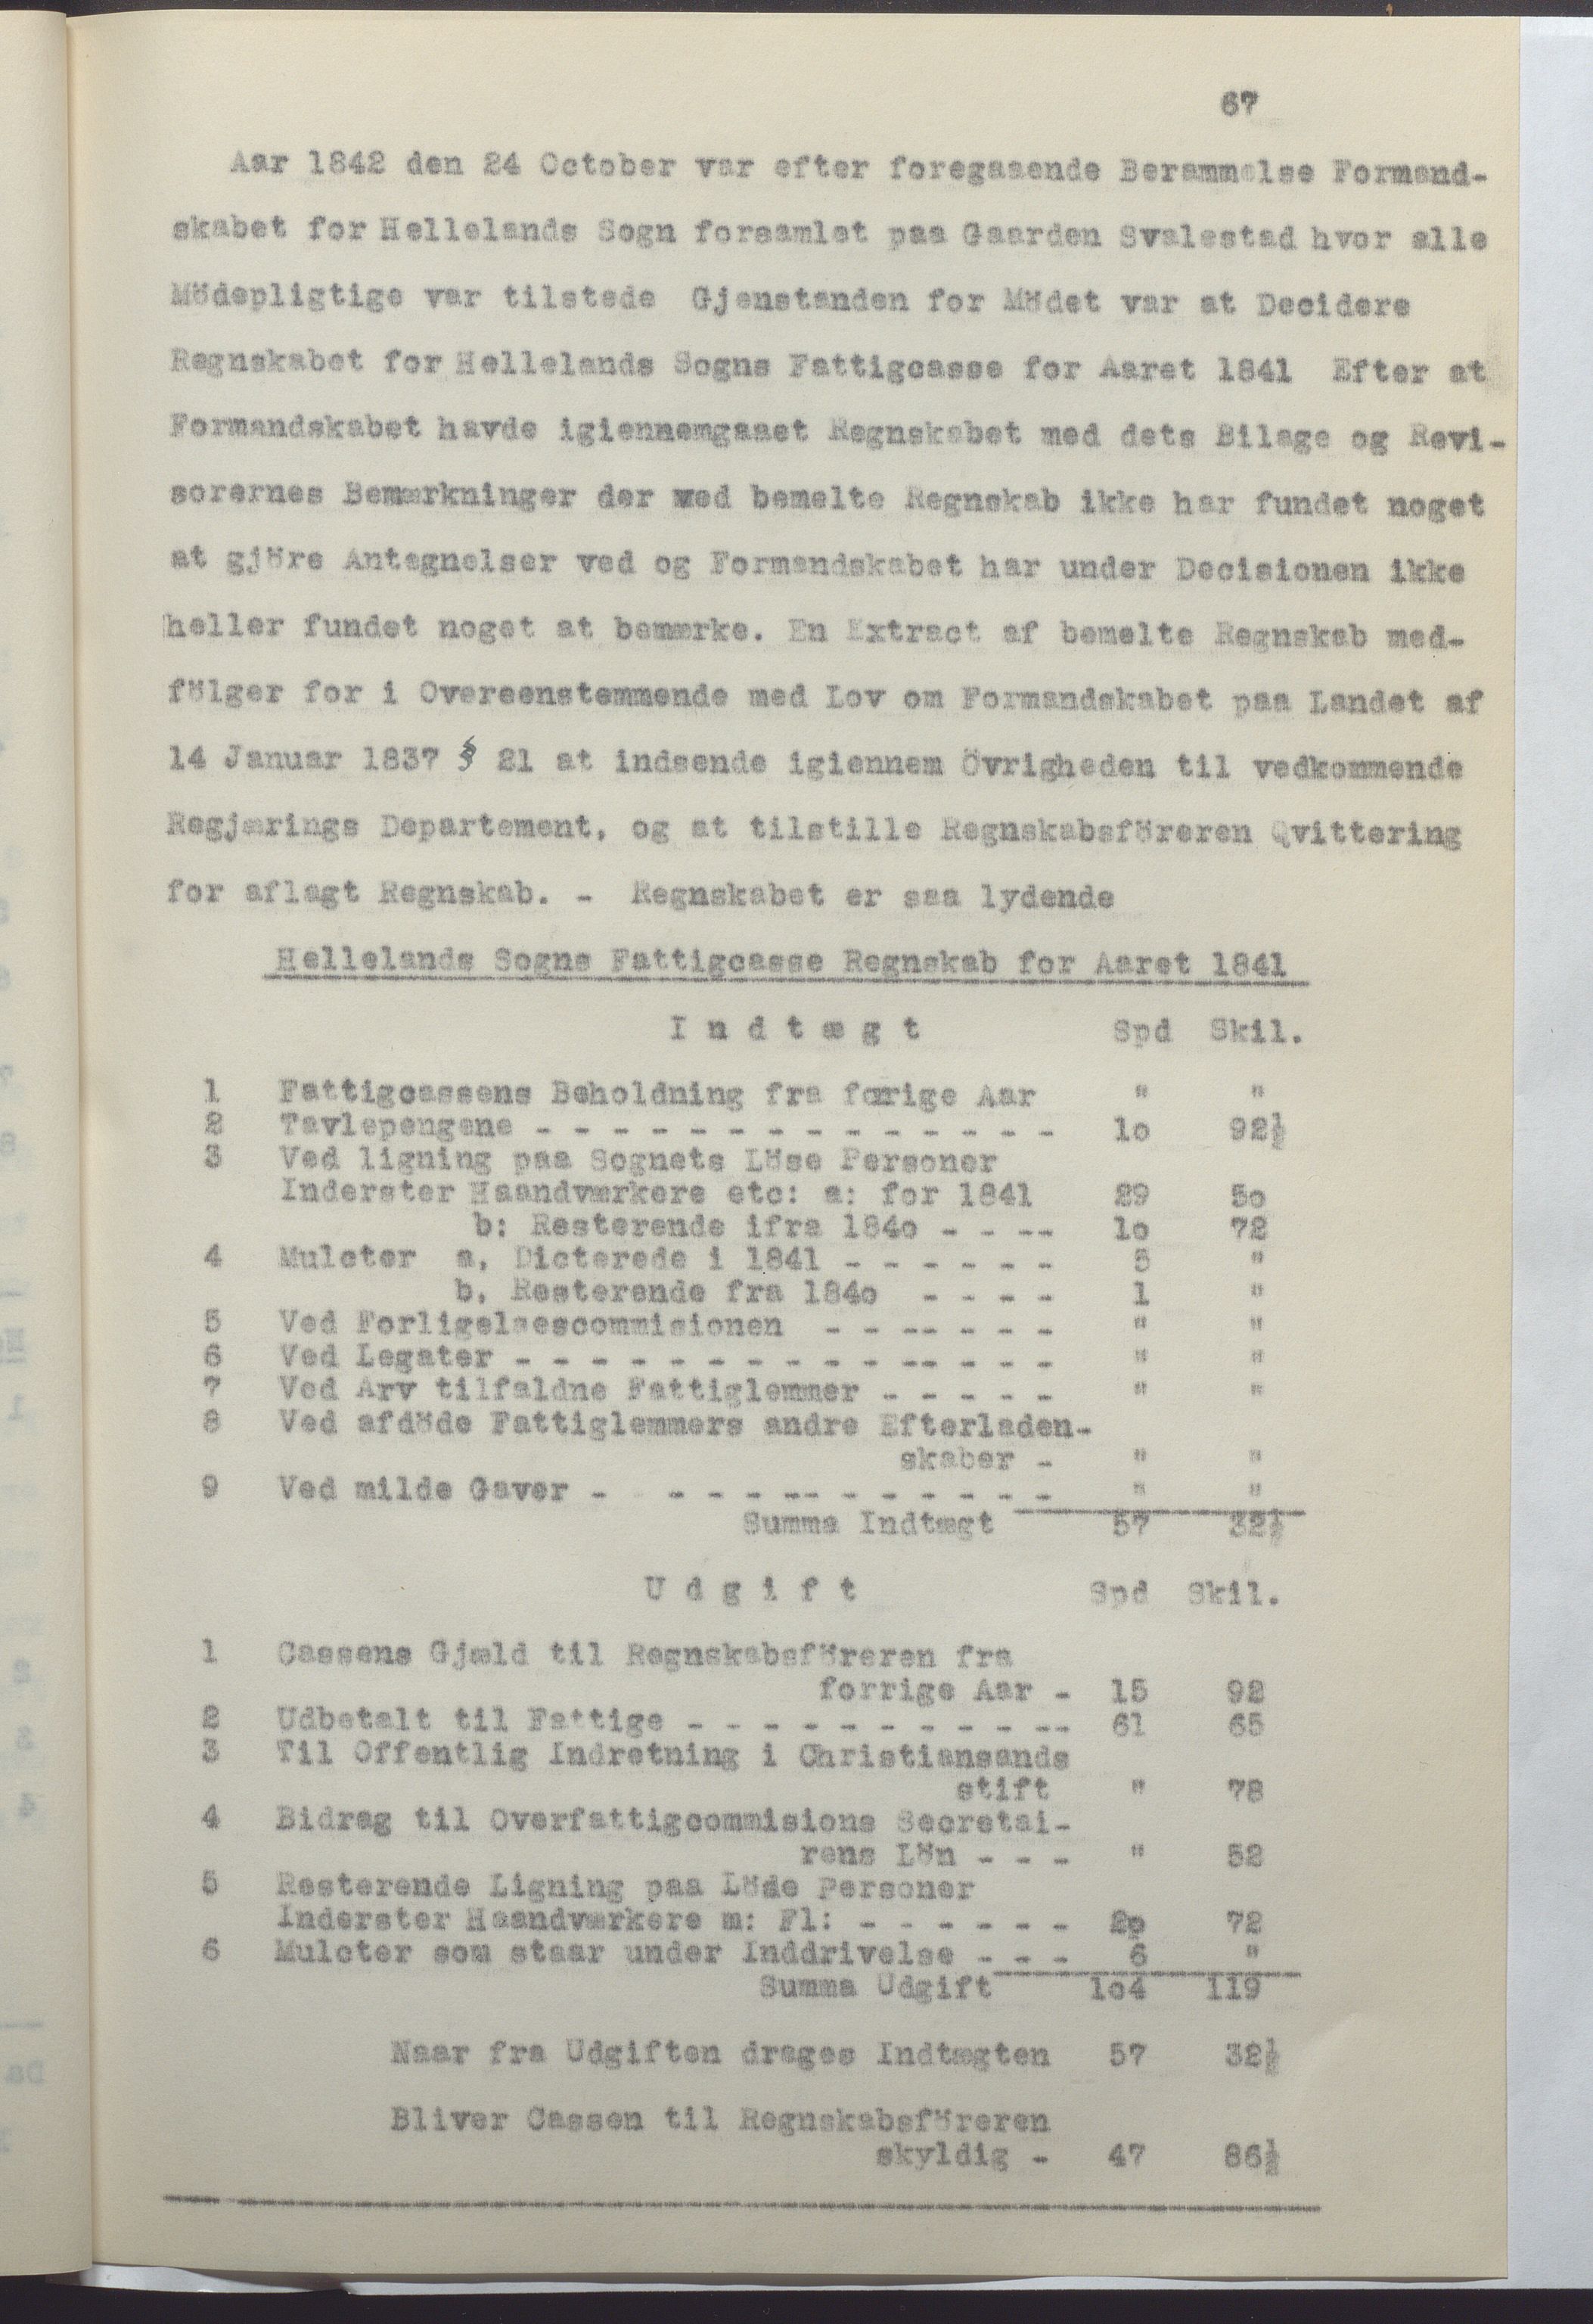 67
Aar 1842 den 24 October var efter foregaaende Berammelse Formand-
skabet for Hellelands Sogn forsamlet paa Gaarden Svalestad hvor alle
Mödepligtige var tilstede Gjenstanden for Mödet var at Decidere
Regnskabet for Hellelands Sogns Fattigcasse for Aaret 1841 Efter at
Formandskabet havde igiennemgaaet Regnskabet med dets Bilage og Revi-
sorernes Bemærkninger der ved bemelte Regnskab ikke har fundet noget
at gjöre Antegnelser ved og Formandskabet har under Decisionen ikke
heller fundet noget at bemærke. En Extract af bemelte Regnskab med-
fölger for i Overeenstemmende med Lov om Formandskabet paa Landet af
14 Januar 1837 § 21 at indsende igiennem Övrigheden til vedkommende
Regjærings Departement, og at tilstille Regnskabsföreren Qvittering
for aflagt Regnskab. - Regnskabet er saa lydende
Hellelands Sogns Fattigcasse Regnskab for Aaret 1841
I n d t æ g t Spd Skil.
1 Fattigcassens Beholdning fra forige Aar " "
2 Tavlepengene - - - - - - - - - - - - - - 1o 92½
3 Ved ligning paa Sognets Löse Personer
Inderster Haandværkere etc: a: for 1841 29 5o
b: Resterende ifra 184o - - -- 1o 72
4 Mulcter a. Dicterede i 1841 - - - - - - 5 "
b. Resterende fra 184o - - - - 1 "
5 Ved Forligelsescommisionen - - -- - - - " "
6 Ved Legater - - - - - - - - - - -- - - - " "
7 Ved Arv tilfaldne Fattiglemmer - - - - - " "
8 Ved afdöde Fattiglemmers andre Efterladen-
skaber - " "
9 Ved milde Gaver - - - - -- - - - - - - " "
Summa Indtægt 57 32½
U d g i f t Spd Skil.
1 Cassens Gjæld til Regnskabsföreren fra
forrige Aar - 15 92
2 Udbetalt til Fattige - - - - - - - - - -- 61 65
3 Til Offentlig Indretning i Christiansands
stift " 78
4 Bidrag til Overfattigcommisions Secretai-
rens Lön - - - " 52
5 Resterende Ligning paa Löse Personer
Inderster Haandværkere m: Fl: - - - - - - 2o 72
6 Mulcter som staar under Inddrivelse - - - 6 "
Summa Udgift 1o4 119
Naar fra Udgiften drages Indtægten 57 32½
Bliver Cassen til Regnskabsföreren
skyldig - 47 86½